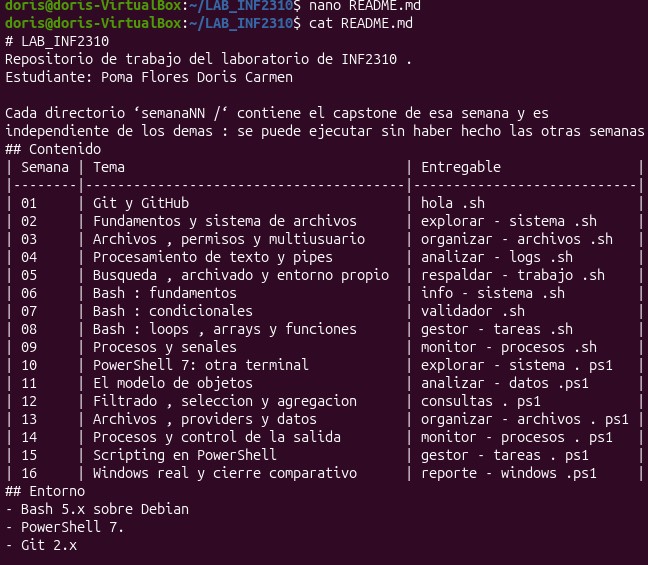 doris@doris-VirtualBox:~/LAB_INF2310$ nano README.md
doris@doris-VirtualBox:~/LAB_INF2310$ cat README.md
# LAB_INF2310
Repositorio de trabajo del laboratorio de INF2310 .
Estudiante: Poma Flores Doris Carmen

Cada directorio ‘semanaNN /‘ contiene el capstone de esa semana y es
independiente de los demas : se puede ejecutar sin haber hecho las otras semanas
## Contenido
| Semana | Tema                                  | Entregable                |
|--------|---------------------------------------|---------------------------|
| 01     | Git y GitHub                          | hola .sh                  |
| 02     | Fundamentos y sistema de archivos     | explorar - sistema .sh    |
| 03     | Archivos , permisos y multiusuario    | organizar - archivos .sh  |
| 04     | Procesamiento de texto y pipes        | analizar - logs .sh       |
| 05     | Busqueda , archivado y entorno propio | respaldar - trabajo .sh   |
| 06     | Bash : fundamentos                    | info - sistema .sh        |
| 07     | Bash : condicionales                  | validador .sh             |
| 08     | Bash : loops , arrays y funciones     | gestor - tareas .sh       |
| 09     | Procesos y senales                    | monitor - procesos .sh    |
| 10     | PowerShell 7: otra terminal           | explorar - sistema . ps1  |
| 11     | El modelo de objetos                  | analizar - datos .ps1     |
| 12     | Filtrado , seleccion y agregacion     | consultas . ps1           |
| 13     | Archivos , providers y datos          | organizar - archivos . ps1 |
| 14     | Procesos y control de la salida       | monitor - procesos . ps1  |
| 15     | Scripting en PowerShell               | gestor - tareas . ps1     |
| 16     | Windows real y cierre comparativo     | reporte - windows .ps1    |
## Entorno
- Bash 5.x sobre Debian
- PowerShell 7.
- Git 2.x